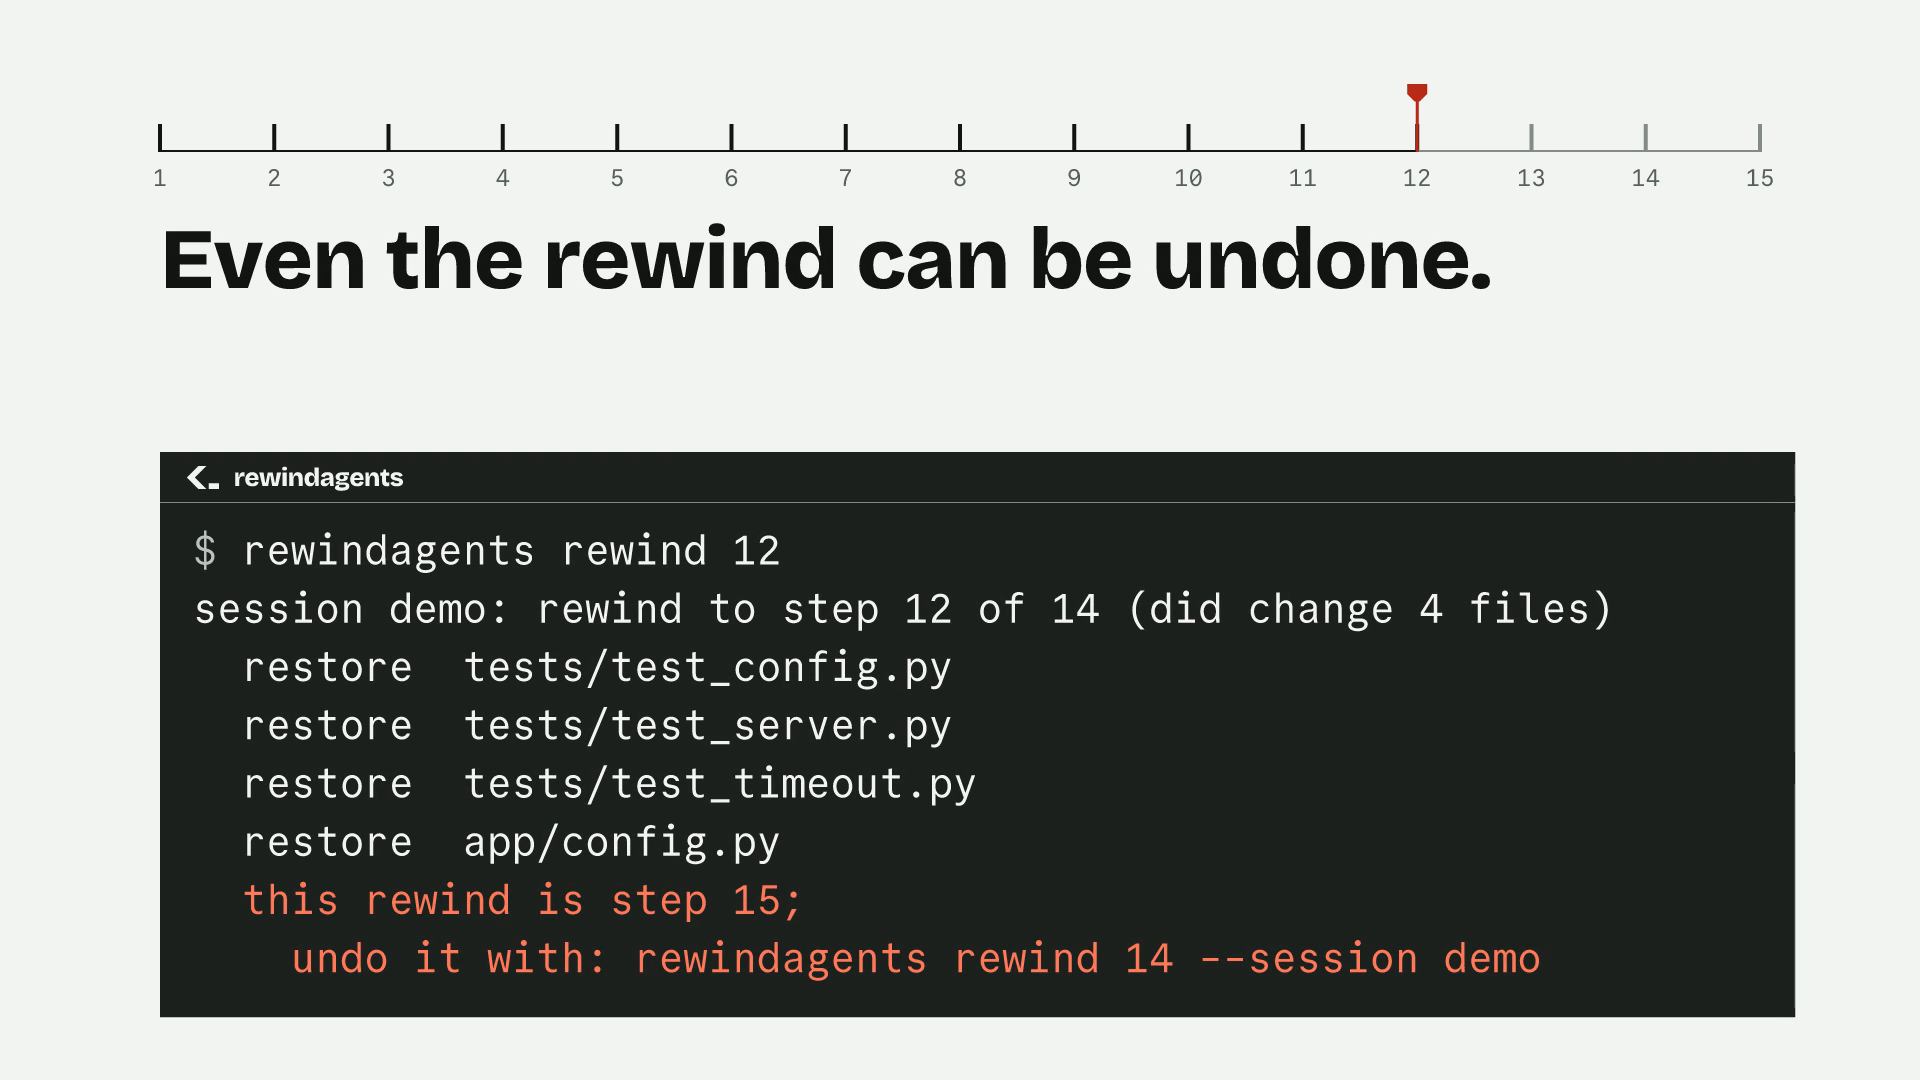 1 2 3 4 5 6 7 8 9 10 11 12 13 14 15
Even the rewind can be undone.
rewindagents
$ rewindagents rewind 12
session demo: rewind to step 12 of 14 (did change 4 files)
restore  tests/test_config.py
restore  tests/test_server.py
restore  tests/test_timeout.py
restore  app/config.py
this rewind is step 15;
undo it with: rewindagents rewind 14 --session demo